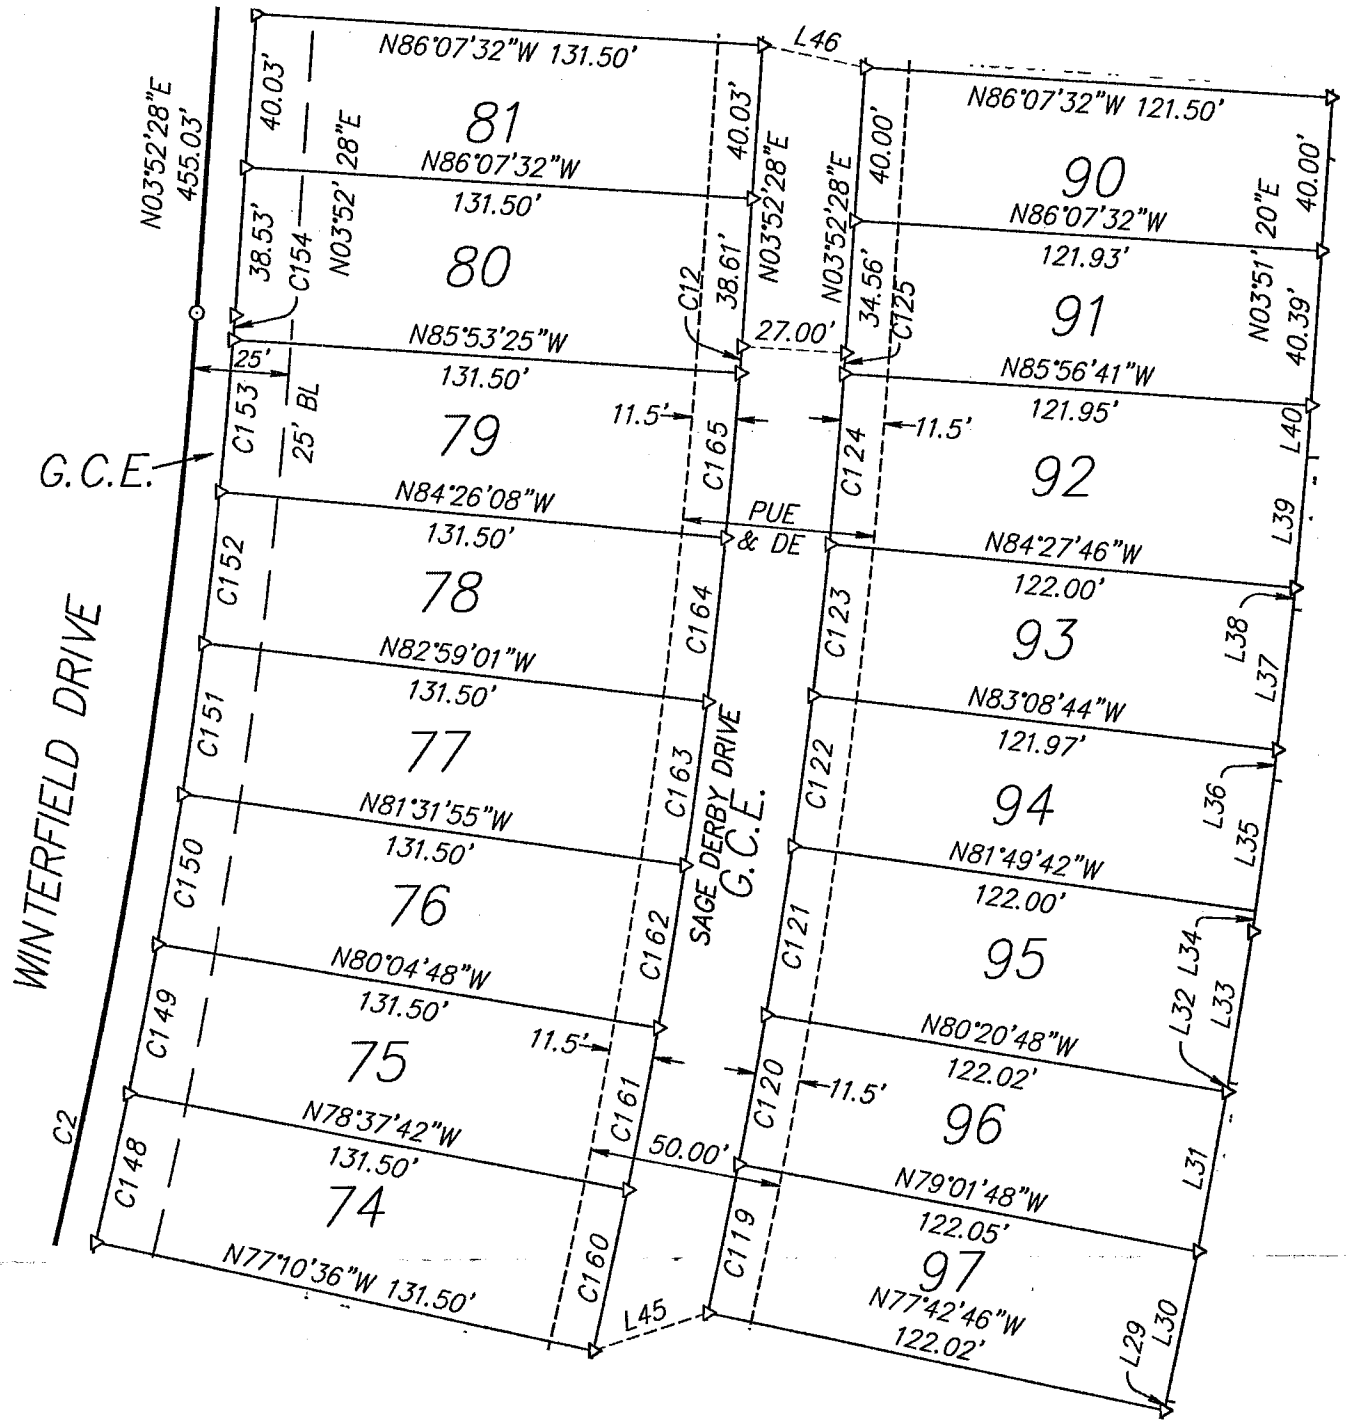 N86°07'32"W 131.50'
L46
N86°07'32"W 121.50'
N03°52'28"E
455.03'
40.03'
81
40.03'
N03°52'28"E
40.00'
90
40.00'
N86°07'32"W
131.50'
N03°52' 28"E
N03°52'28"E
N86°07'32"W
121.93'
N03°51' 20"E
38.53'
C154
80
C12
38.61'
27.00'
34.56'
C125
91
40.39'
N85°53'25"W
131.50'
N85°56'41"W
121.95'
25'
25' BL
C153
G.C.E.
79
11.5'
C165
C124
11.5'
92
L40
L39
N84°26'08"W
131.50'
PUE
& DE
N84°27'46"W
122.00'
C152
78
C164
C123
93
L38
L37
N82°59'01"W
131.50'
N83°08'44"W
121.97'
WINTERFIELD DRIVE
C151
77
C163
SAGE DERBY DRIVE
G.C.E.
C122
94
L36
L35
N81°31'55"W
131.50'
N81°49'42"W
122.00'
C150
76
C162
C121
95
L34
L33
L32
N80°04'48"W
131.50'
N80°20'48"W
122.02'
C149
75
11.5'
C161
C120
11.5'
96
L31
N78°37'42"W
131.50'
50.00'
N79°01'48"W
122.05'
C2
C148
74
C160
C119
97
L30
L29
N77°10'36"W 131.50'
L45
N77°42'46"W
122.02'